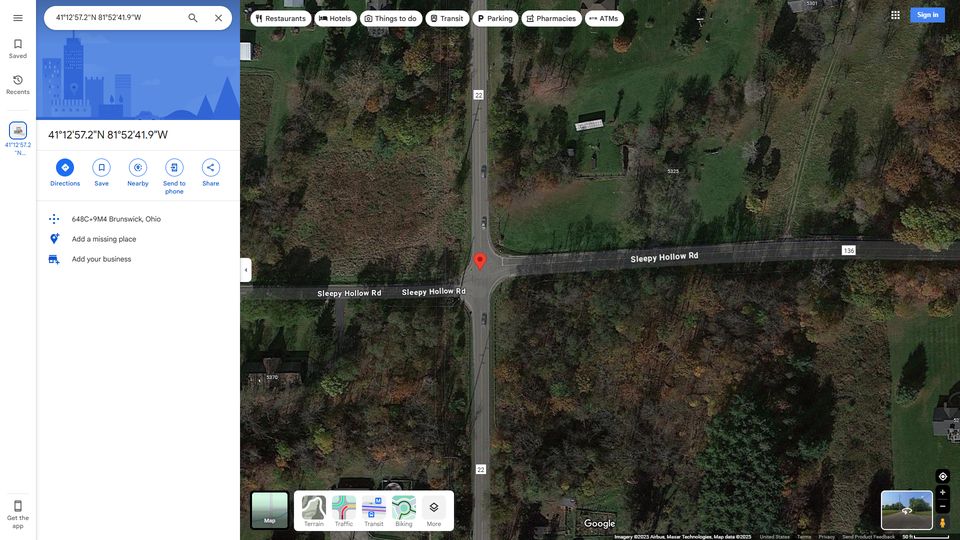 41°12'57.2"N 81°52'41.9"W
Restaurants
Hotels
Things to do
Transit
Parking
Pharmacies
ATMs
Sign in
Saved
Recents
41°12'57.2
"N...
41°12'57.2"N 81°52'41.9"W
Directions
Save
Nearby
Send to
phone
Share
648C+9M4 Brunswick, Ohio
Add a missing place
Add your business
Get the
app
5301
22
5325
136
Sleepy Hollow Rd
Sleepy Hollow Rd
Sleepy Hollow Rd
5370
22
Map
Terrain
Traffic
Transit
Biking
More
Google
Imagery ©2025 Airbus, Maxar Technologies, Map data ©2025
United States
Terms
Privacy
Send Product Feedback
50 ft